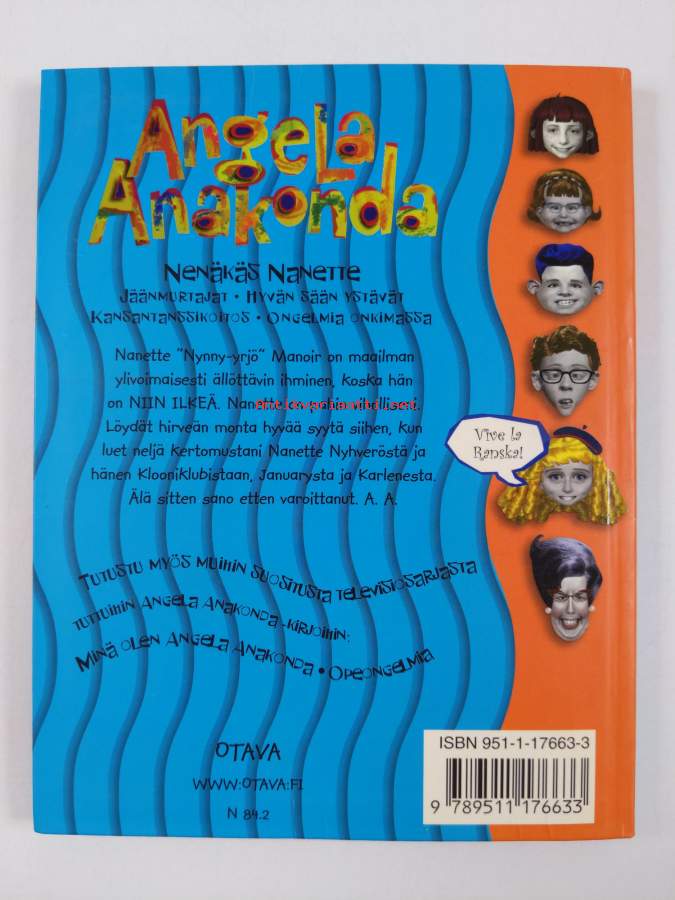 Angela
Anakonda
Nenäkäs Nanette
Jäänmurtajat • Hyvän sään ystävät
Kansantanssikoitos • Ongelmia onkimassa
Nanette "Nynny-yrjö" Manoir on maailman
ylivoimaisesti ällöttävin ihminen, koska hän
on NIIN ILKEÄ. Nanette on vihollinen.
Löydät hirveän monta hyvää syytä siihen, kun
luet neljä kertomustani Nanette Nyhveröstä ja
hänen Klooniklubistaan, Januarysta ja Karlenesta.
Älä sitten sano etten varoittanut. A. A.
Vive la
Ranska!
Tutustu myös muihin suositusta televisiosarjasta
tuttuihin Angela Anakonda -kirjoihin:
Minä olen Angela Anakonda • Opeongelmia
OTAVA
WWW.OTAVA.FI
N 84.2
ISBN 951-1-17663-3
9 789511 176633